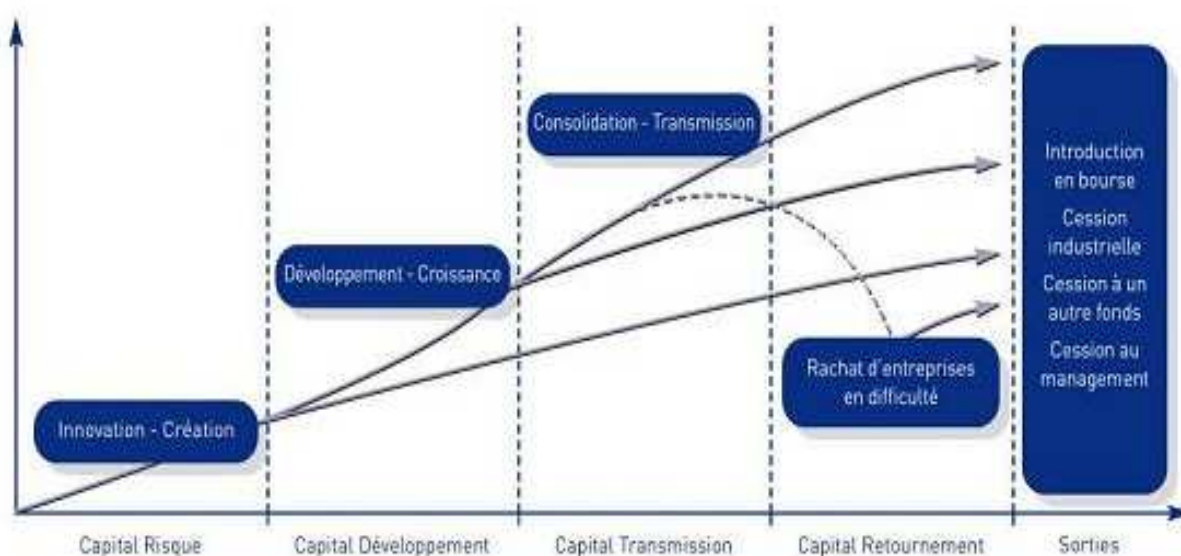 Consolidation - Transmission
Développement - Croissance
Innovation - Création
Rachat d'entreprises
en difficulté
Introduction
en bourse
Cession
industrielle
Cession à un
autre fonds
Cession au
management
Capital Risque
Capital Développement
Capital Transmission
Capital Retournement
Sorties